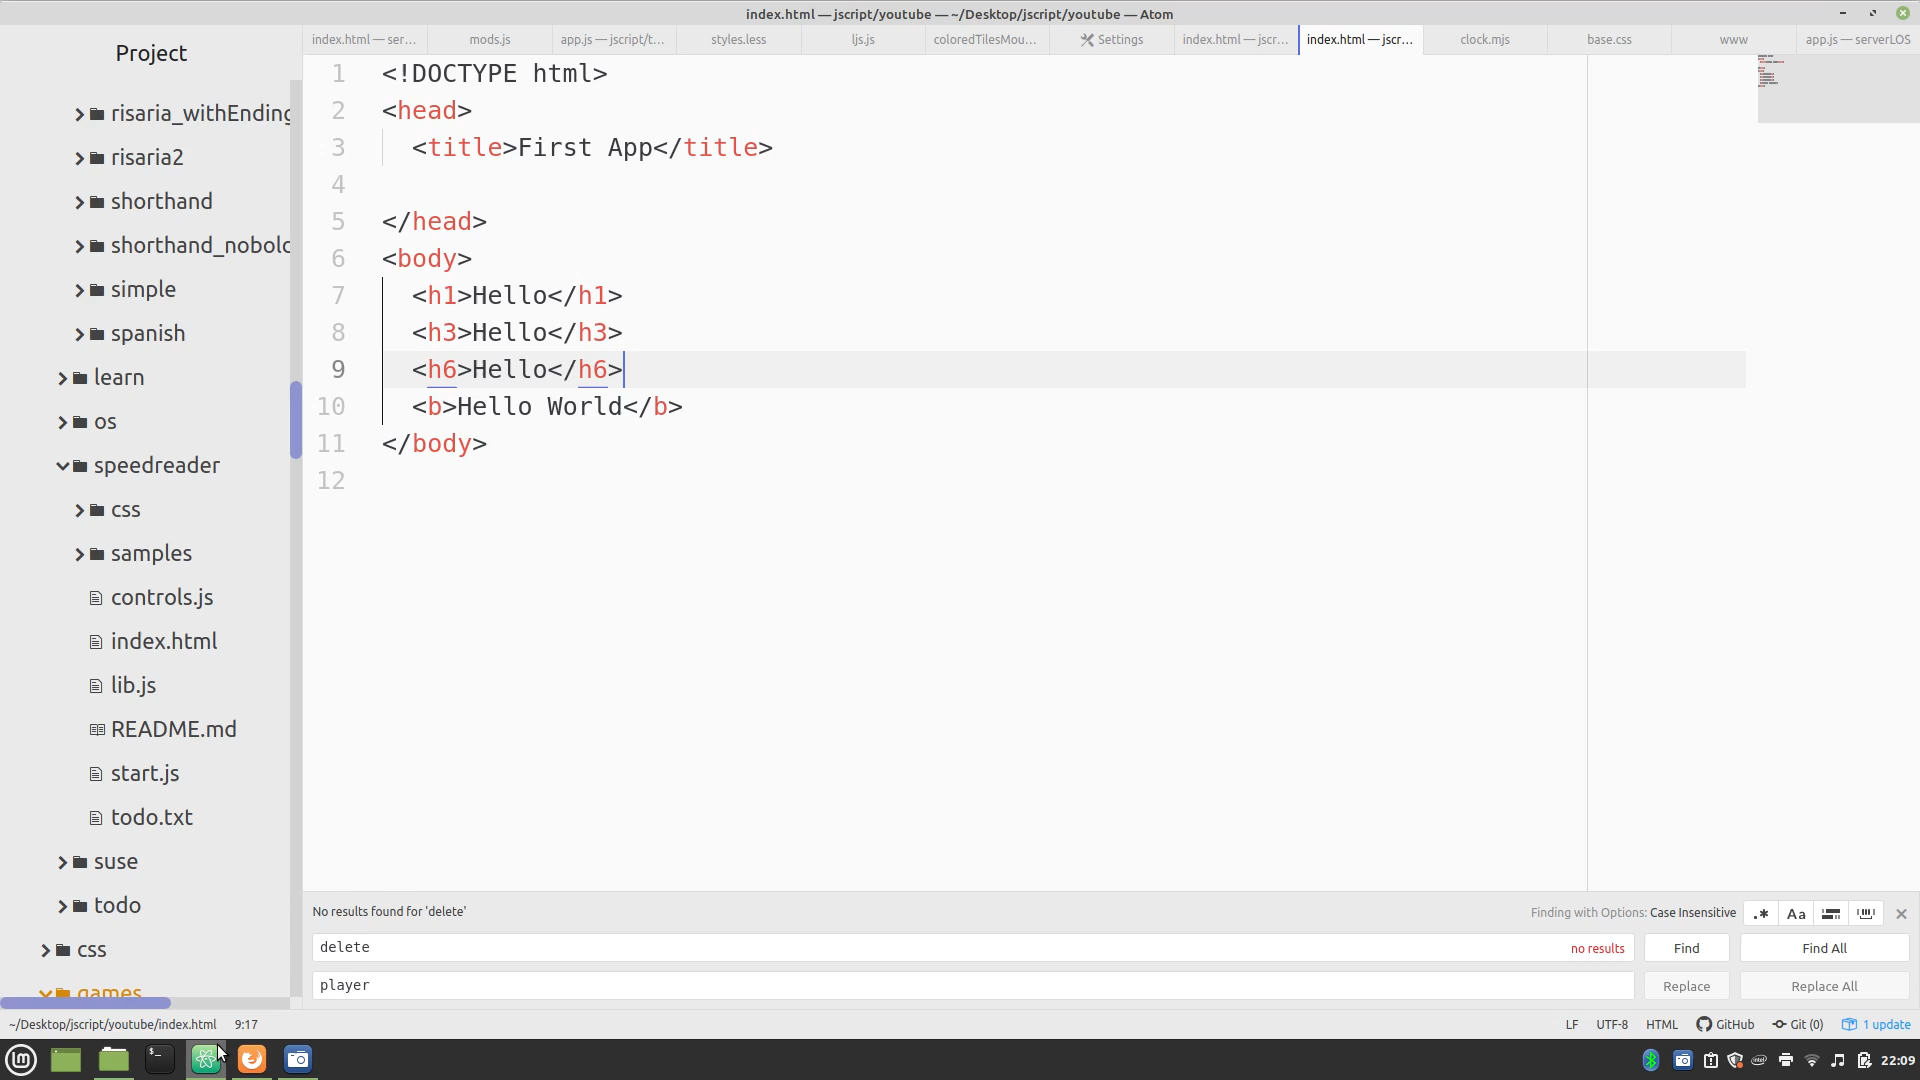 index.html — jscript/youtube — ~/Desktop/jscript/youtube — Atom
Project
index.html — ser...
mods.js
app.js — jscript/t...
styles.less
ljs.js
coloredTilesMou...
Settings
index.html — jscr...
index.html — jscr...
clock.mjs
base.css
www
app.js — serverLOS
risaria_withEnding
risaria2
shorthand
shorthand_nobolc
simple
spanish
learn
os
speedreader
css
samples
controls.js
index.html
lib.js
README.md
start.js
todo.txt
suse
todo
css
games
1 <!DOCTYPE html>
2 <head>
3 <title>First App</title>
4
5 </head>
6 <body>
7 <h1>Hello</h1>
8 <h3>Hello</h3>
9 <h6>Hello</h6>
10 <b>Hello World</b>
11 </body>
12
No results found for 'delete'
Finding with Options: Case Insensitive
.* Aa
delete
no results
Find
Find All
player
Replace
Replace All
~/Desktop/jscript/youtube/index.html 9:17
LF UTF-8 HTML GitHub Git (0) 1 update
22:09